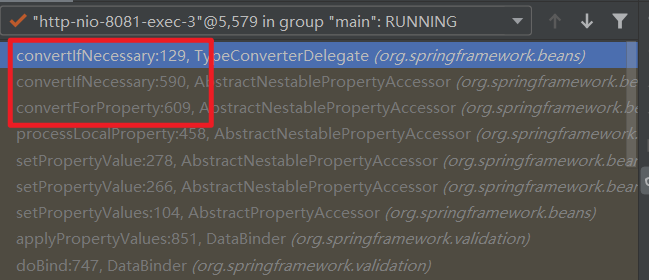 "http-nio-8081-exec-3"@5,579 in group "main": RUNNING
convertIfNecessary:129, TypeConverterDelegate (org.springframework.beans)
convertIfNecessary:590, AbstractNestablePropertyAccessor (org.springframework.bean
convertForProperty:609, AbstractNestablePropertyAccessor (org.springframework.bean
processLocalProperty:458, AbstractNestablePropertyAccessor (org.springframework.b
setPropertyValue:278, AbstractNestablePropertyAccessor (org.springframework.bean
setPropertyValue:266, AbstractNestablePropertyAccessor (org.springframework.bean
setPropertyValues:104, AbstractPropertyAccessor (org.springframework.beans)
applyPropertyValues:851, DataBinder (org.springframework.validation)
doBind:747, DataBinder (org.springframework.validation)